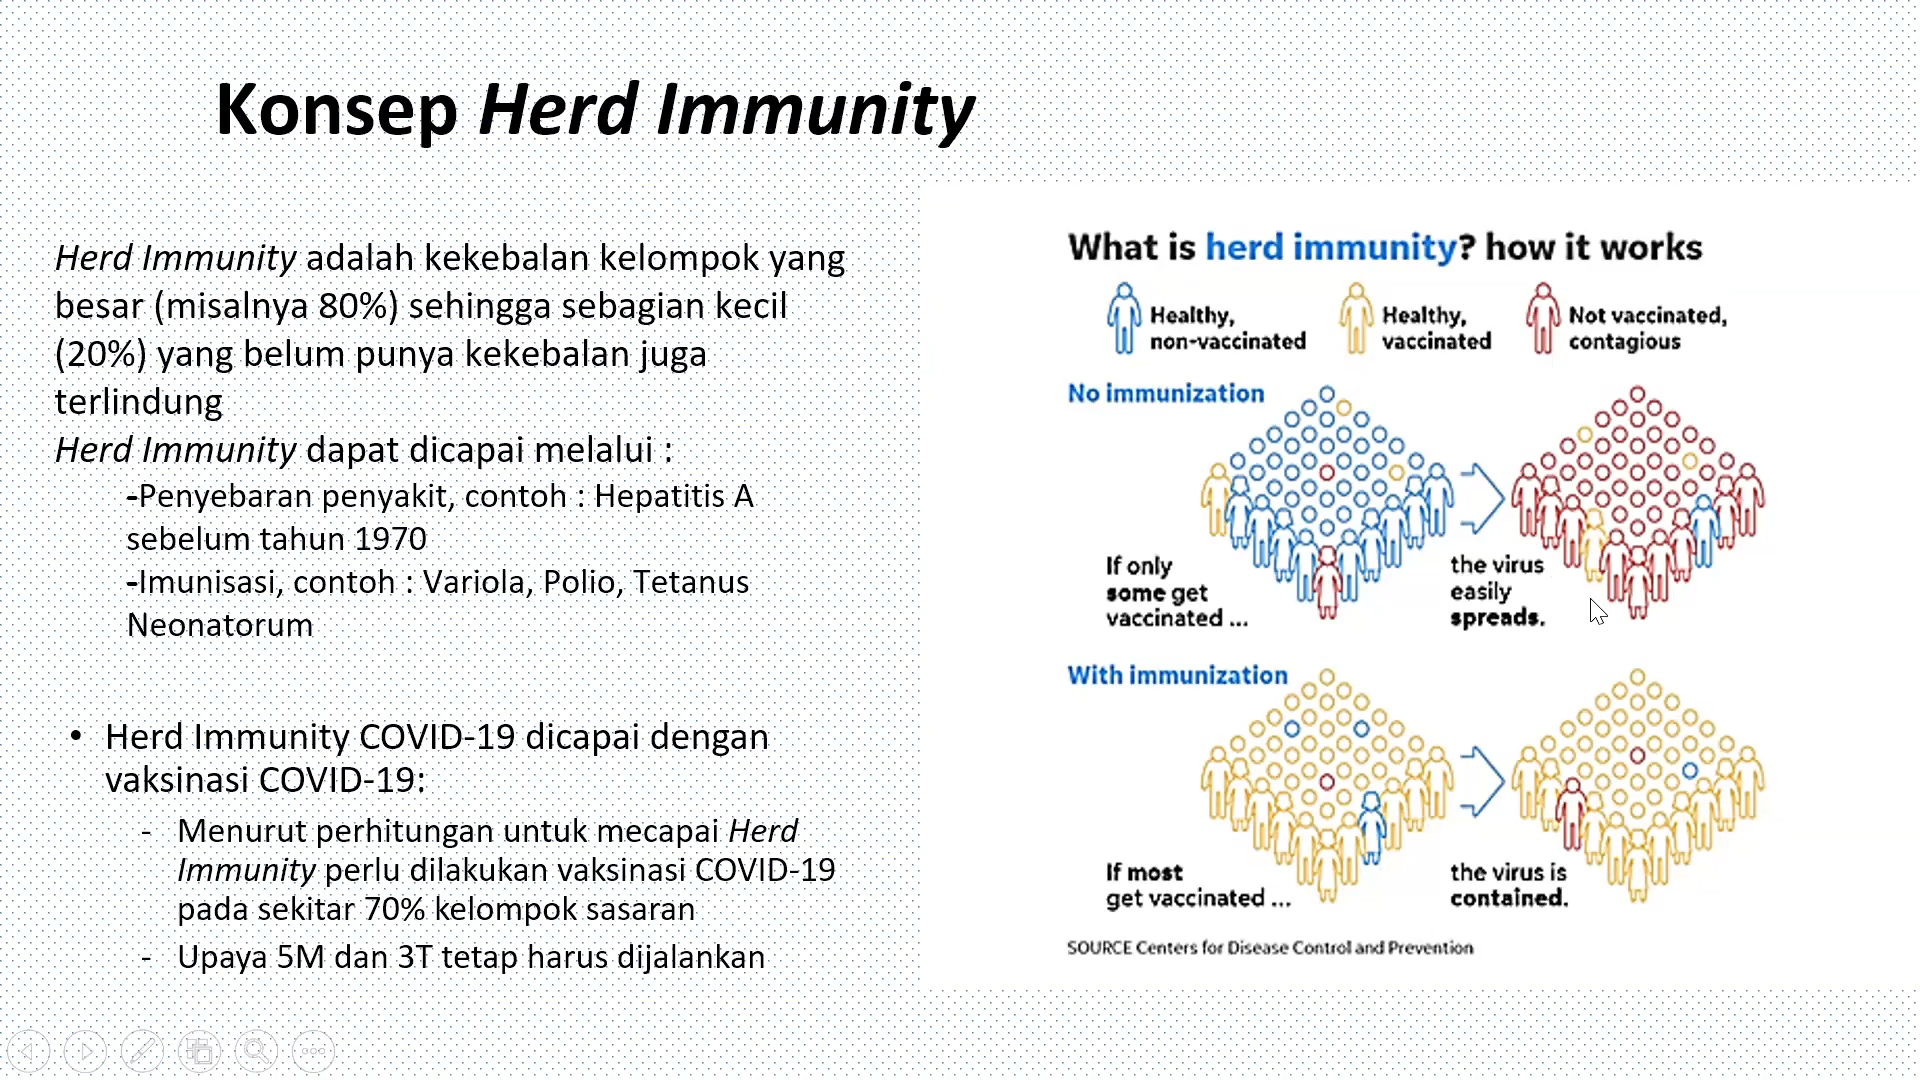 Konsep Herd Immunity
Herd Immunity adalah kekebalan kelompok yang
besar (misalnya 80%) sehingga sebagian kecil
(20%) yang belum punya kekebalan juga
terlindung
Herd Immunity dapat dicapai melalui :
-Penyebaran penyakit, contoh : Hepatitis A
sebelum tahun 1970
-Imunisasi, contoh : Variola, Polio, Tetanus
Neonatorum
• Herd Immunity COVID-19 dicapai dengan
vaksinasi COVID-19:
- Menurut perhitungan untuk mecapai Herd
Immunity perlu dilakukan vaksinasi COVID-19
pada sekitar 70% kelompok sasaran
- Upaya 5M dan 3T tetap harus dijalankan
What is herd immunity? how it works
Healthy,
non-vaccinated
Healthy,
vaccinated
Not vaccinated,
contagious
No immunization
If only
some get
vaccinated ...
the virus
easily
spreads.
With immunization
If most
get vaccinated ...
the virus is
contained.
SOURCE Centers for Disease Control and Prevention